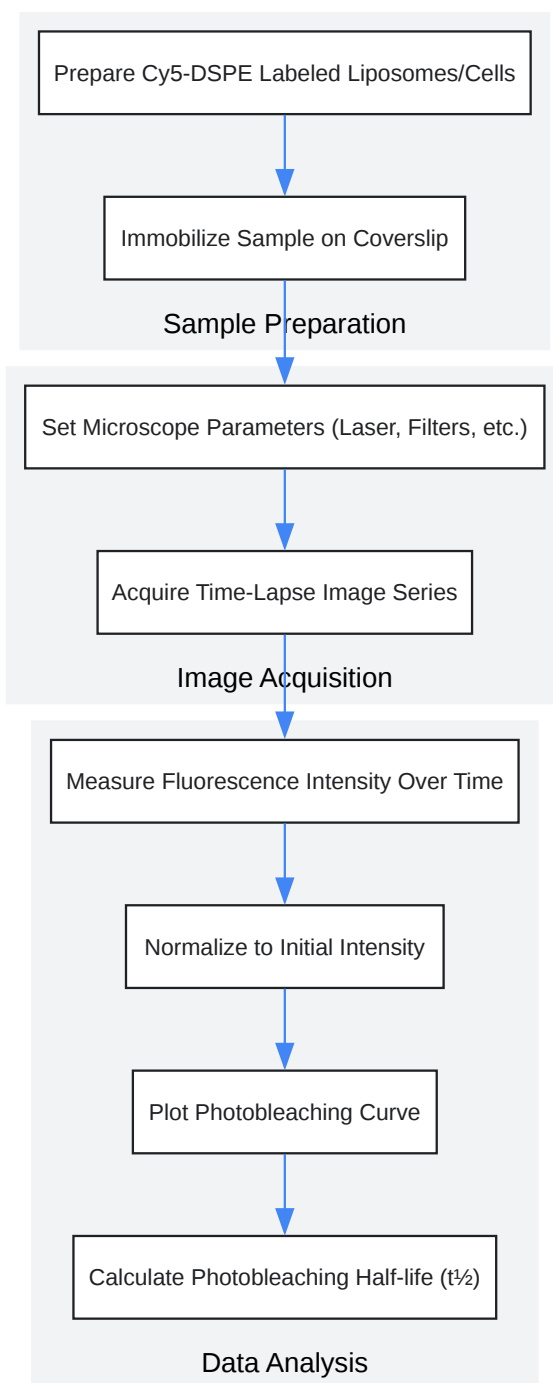 Prepare Cy5-DSPE Labeled Liposomes/Cells
Immobilize Sample on Coverslip
Sample Preparation
Set Microscope Parameters (Laser, Filters, etc.)
Acquire Time-Lapse Image Series
Image Acquisition
Measure Fluorescence Intensity Over Time
Normalize to Initial Intensity
Plot Photobleaching Curve
Calculate Photobleaching Half-life (t½)
Data Analysis